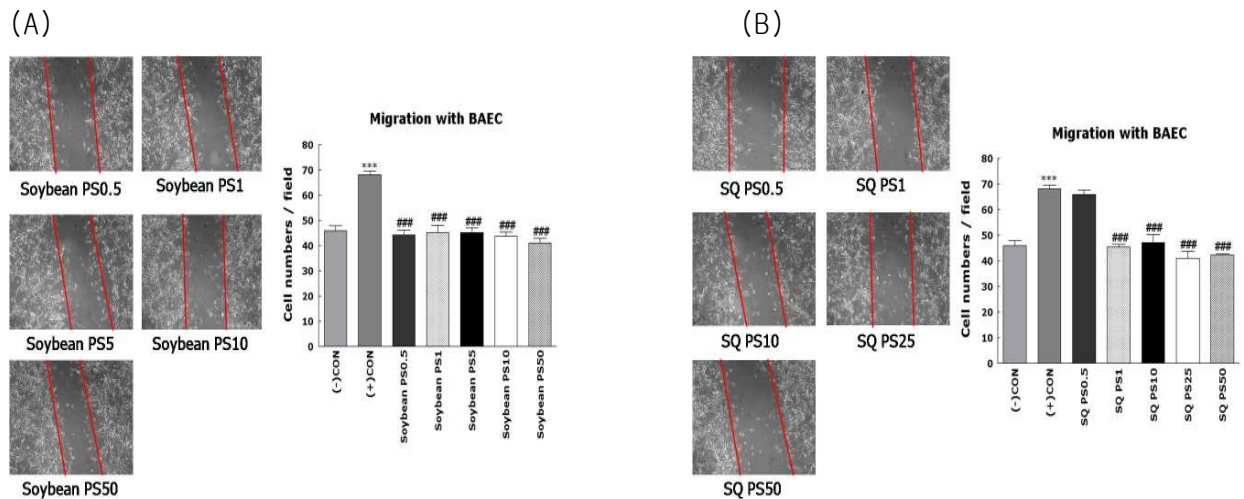 (A)
Soybean PS0.5
Soybean PS1
Soybean PS5
Soybean PS10
Soybean PS50
Migration with BAEC
Cell numbers / field
80
70
60
50
40
30
20
10
0
***
###
###
###
###
###
(-)CON
(+)CON
Soybean PS0.5
Soybean PS1
Soybean PS5
Soybean PS10
Soybean PS50
(B)
SQ PS0.5
SQ PS1
SQ PS10
SQ PS25
SQ PS50
Migration with BAEC
Cell numbers / field
80
70
60
50
40
30
20
10
0
***
###
###
###
###
(-)CON
(+)CON
SQ PS0.5
SQ PS1
SQ PS10
SQ PS25
SQ PS50